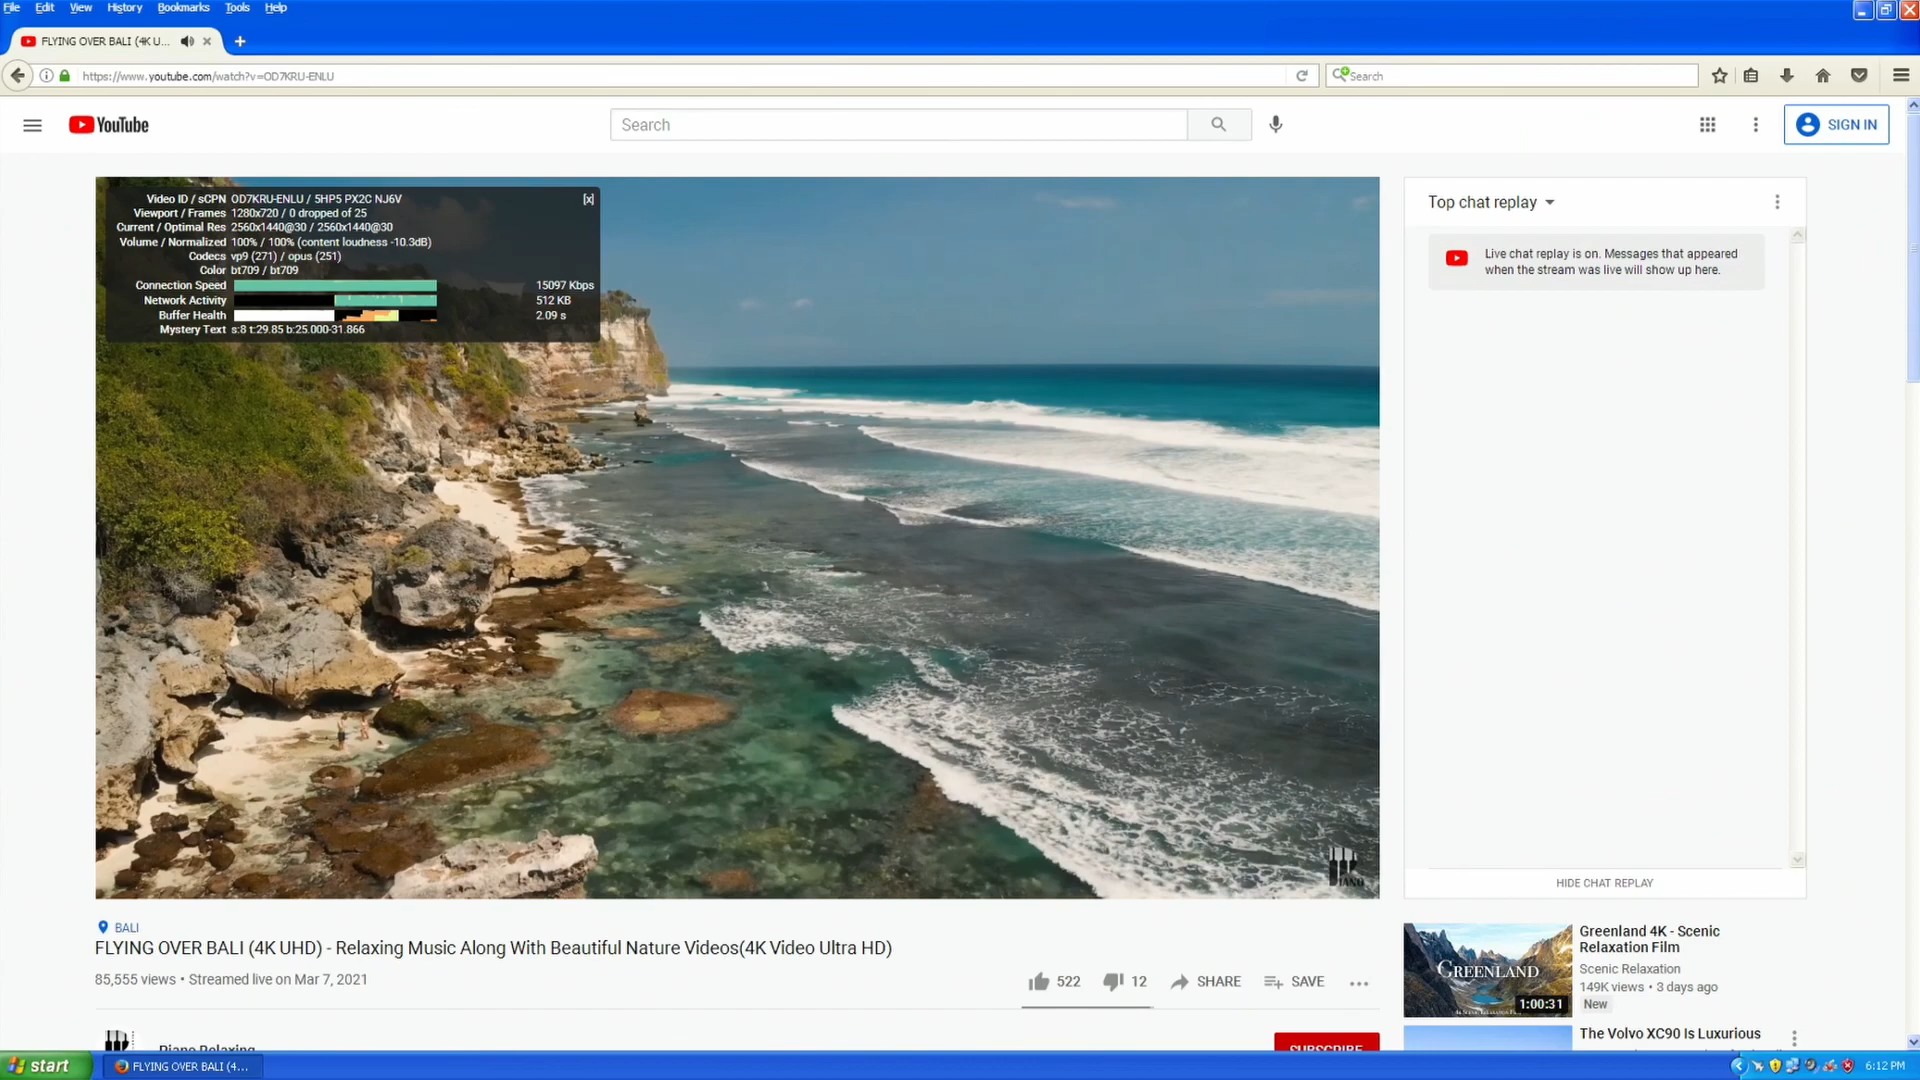 File Edit View History Bookmarks Tools Help
FLYING OVER BALI (4K U...
https://www.youtube.com/watch?v=OD7KRU-ENLU
Search
YouTube
Search
SIGN IN
Video ID / sCPN OD7KRU-ENLU / 5HP5 PX2C NJ6V
[x]
Viewport / Frames 1280x720 / 0 dropped of 25
Current / Optimal Res 2560x1440@30 / 2560x1440@30
Volume / Normalized 100% / 100% (content loudness -10.3dB)
Codecs vp9 (271) / opus (251)
Color bt709 / bt709
Connection Speed 15097 Kbps
Network Activity 512 KB
Buffer Health 2.09 s
Mystery Text s:8 t:29.85 b:25.000-31.866
PIANO
Top chat replay
Live chat replay is on. Messages that appeared
when the stream was live will show up here.
HIDE CHAT REPLAY
BALI
FLYING OVER BALI (4K UHD) - Relaxing Music Along With Beautiful Nature Videos(4K Video Ultra HD)
85,555 views • Streamed live on Mar 7, 2021
522 12 SHARE SAVE
Piano Relaxing
SUBSCRIBE
GREENLAND
1:00:31
Greenland 4K - Scenic
Relaxation Film
Scenic Relaxation
149K views • 3 days ago
New
The Volvo XC90 Is Luxurious
start
FLYING OVER BALI (4...
6:12 PM